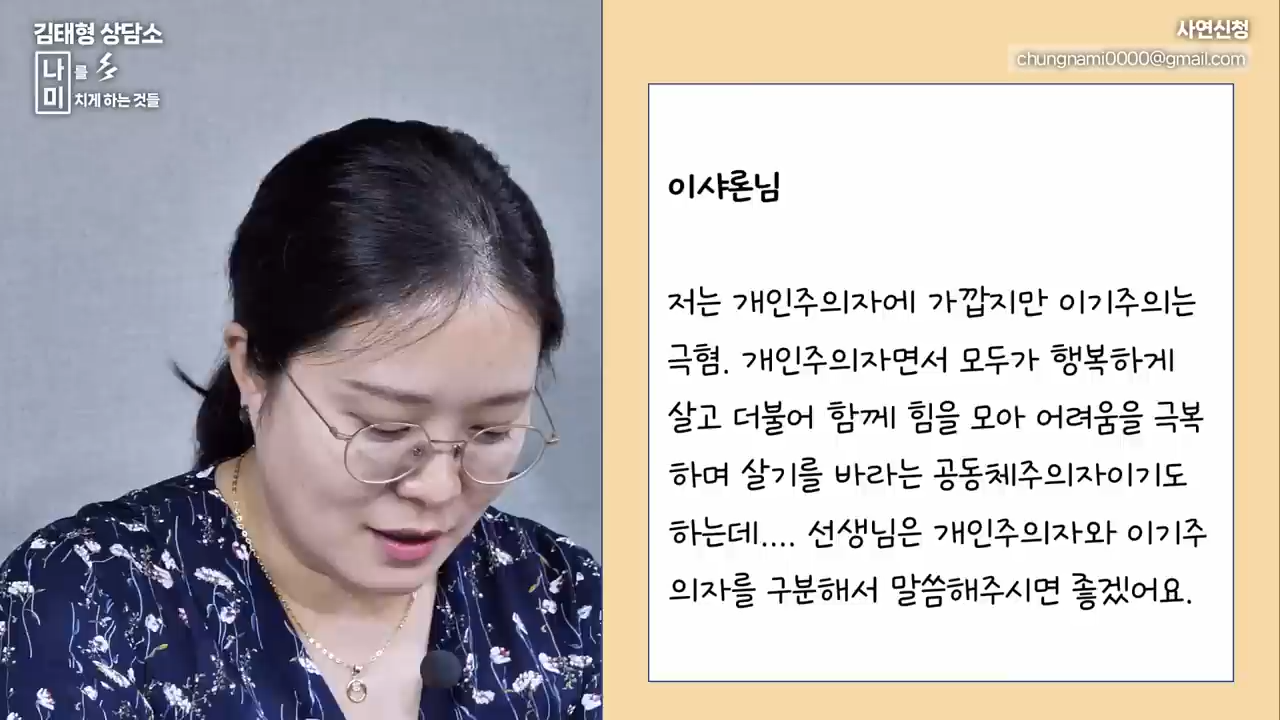 김태형 상담소
나를
미치게 하는 것들
사연신청
chungnami0000@gmail.com
이샤론님
저는 개인주의자에 가깝지만 이기주의는
극혐. 개인주의자면서 모두가 행복하게
살고 더불어 함께 힘을 모아 어려움을 극복
하며 살기를 바라는 공동체주의자이기도
하는데.... 선생님은 개인주의자와 이기주
의자를 구분해서 말씀해주시면 좋겠어요.